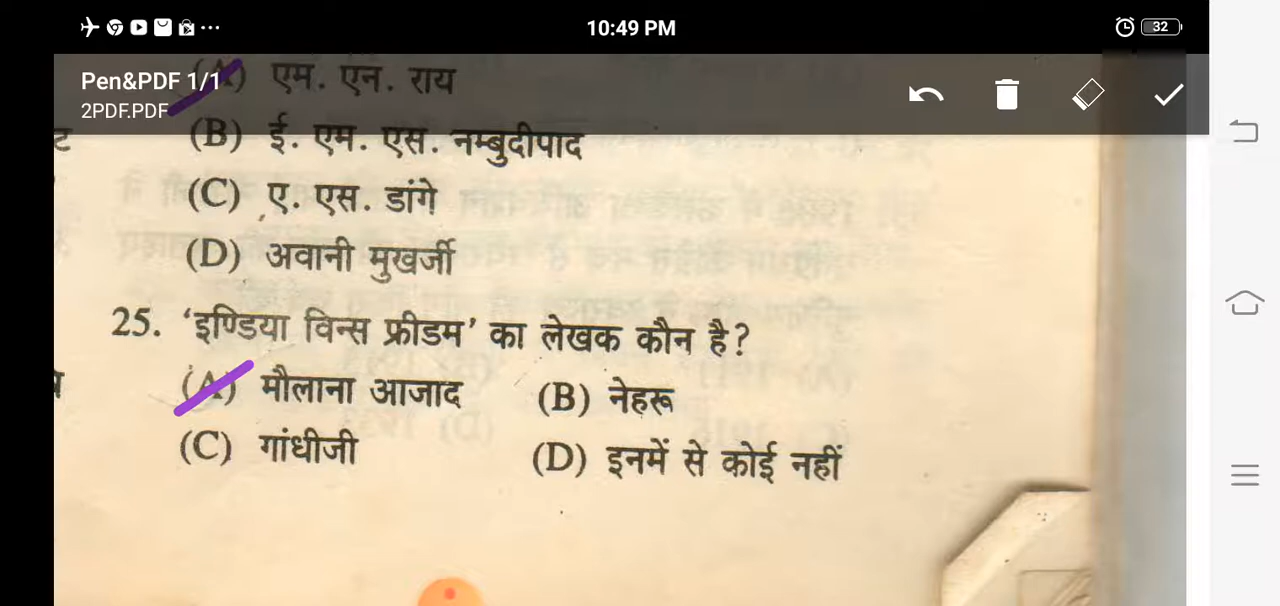 10:49 PM
32
Pen&PDF 1/1
2PDF.PDF
(A) एम. एन. राय
(B) ई. एम. एस. नम्बुदीपाद
(C) ए. एस. डांगे
(D) अवानी मुखर्जी
25. ‘इण्डिया विन्स फ्रीडम’ का लेखक कौन है?
(A) मौलाना आजाद (B) नेहरू
(C) गांधीजी (D) इनमें से कोई नहीं